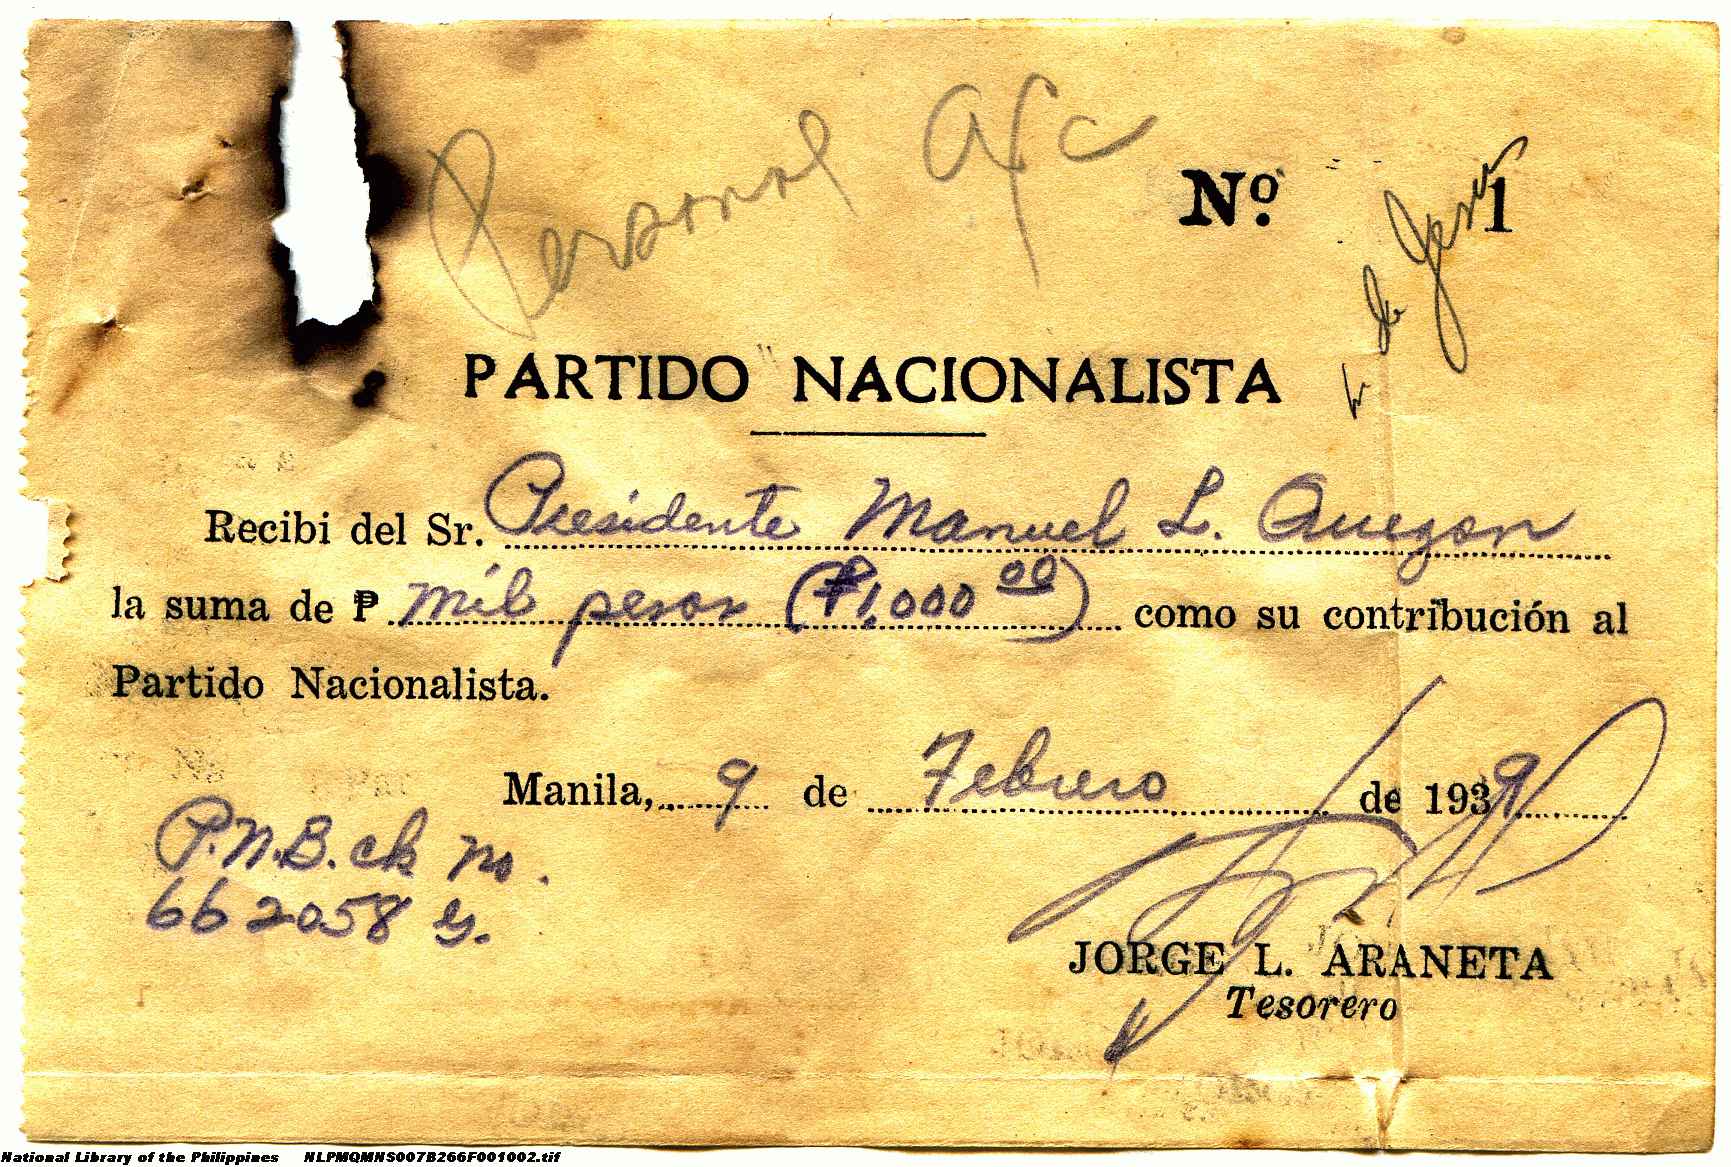 Personal a/c
Nº. 1
de Jesus
PARTIDO NACIONALISTA
Recibi del Sr. Presidente Manuel L. Quezon
la suma de ₱ mil pesos (₱1,000 00) como su contribución al
Partido Nacionalista.
Manila, 9 de Febrero de 1939
P.N.B. ck no.
662058 G.
JORGE L. ARANETA
Tesorero
National Library of the Philippines NLPMQMNS007B266F001002.tif